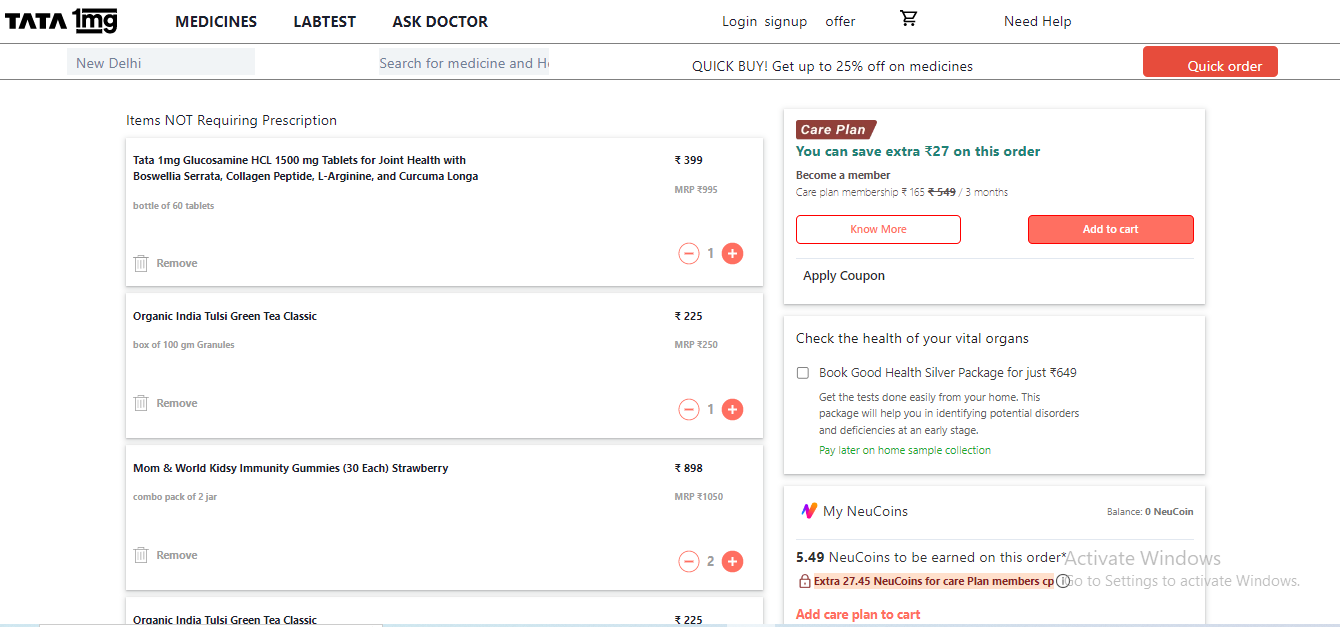 TATA 1mg MEDICINES LABTEST ASK DOCTOR Login signup offer Need Help
New Delhi Search for medicine and He QUICK BUY! Get up to 25% off on medicines Quick order
Items NOT Requiring Prescription
Tata 1mg Glucosamine HCL 1500 mg Tablets for Joint Health with ₹ 399
Boswellia Serrata, Collagen Peptide, L-Arginine, and Curcuma Longa
MRP ₹995
bottle of 60 tablets
Remove 1
Organic India Tulsi Green Tea Classic ₹ 225
box of 100 gm Granules MRP ₹250
Remove 1
Mom & World Kidsy Immunity Gummies (30 Each) Strawberry ₹ 898
combo pack of 2 jar MRP ₹1050
Remove 2
Organic India Tulsi Green Tea Classic ₹ 225
Care Plan
You can save extra ₹27 on this order
Become a member
Care plan membership ₹ 165 ₹ 549 / 3 months
Know More Add to cart
Apply Coupon
Check the health of your vital organs
Book Good Health Silver Package for just ₹649
Get the tests done easily from your home. This
package will help you in identifying potential disorders
and deficiencies at an early stage.
Pay later on home sample collection
My NeuCoins Balance: 0 NeuCoin
5.49 NeuCoins to be earned on this order*
Extra 27.45 NeuCoins for care Plan members cp
Add care plan to cart
Activate Windows
Go to Settings to activate Windows.